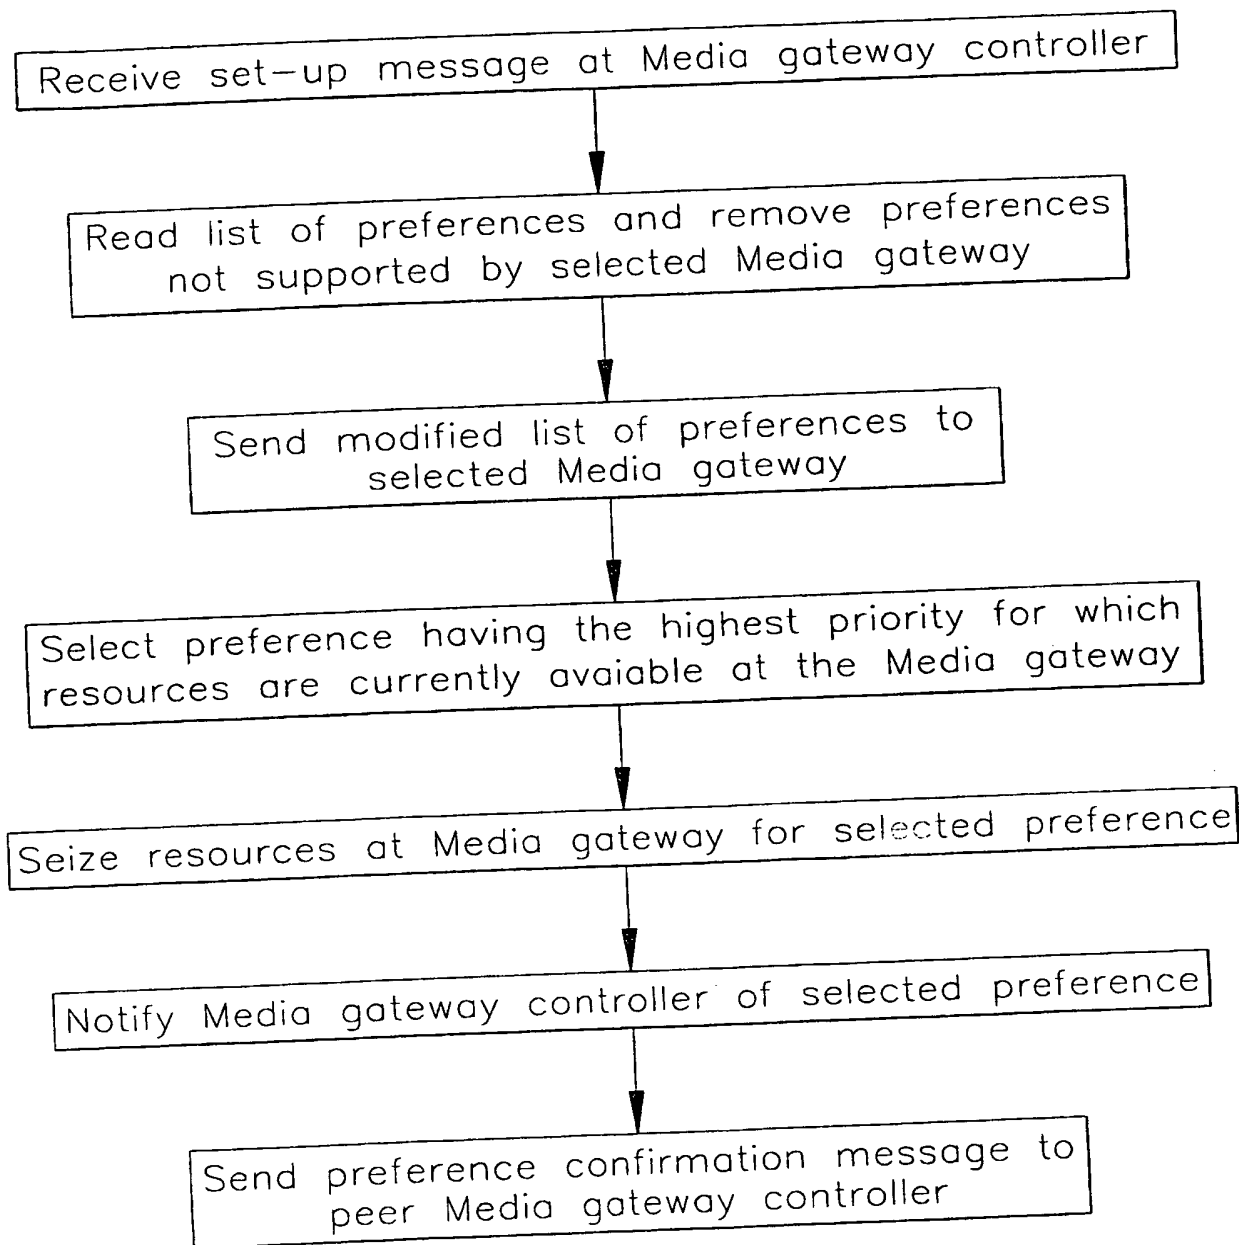 Receive set-up message at Media gateway controller
Read list of preferences and remove preferences
not supported by selected Media gateway
Send modified list of preferences to
selected Media gateway
Select preference having the highest priority for which
resources are currently avaiable at the Media gateway
Seize resources at Media gateway for selected preference
Notify Media gateway controller of selected preference
Send preference confirmation message to
peer Media gateway controller